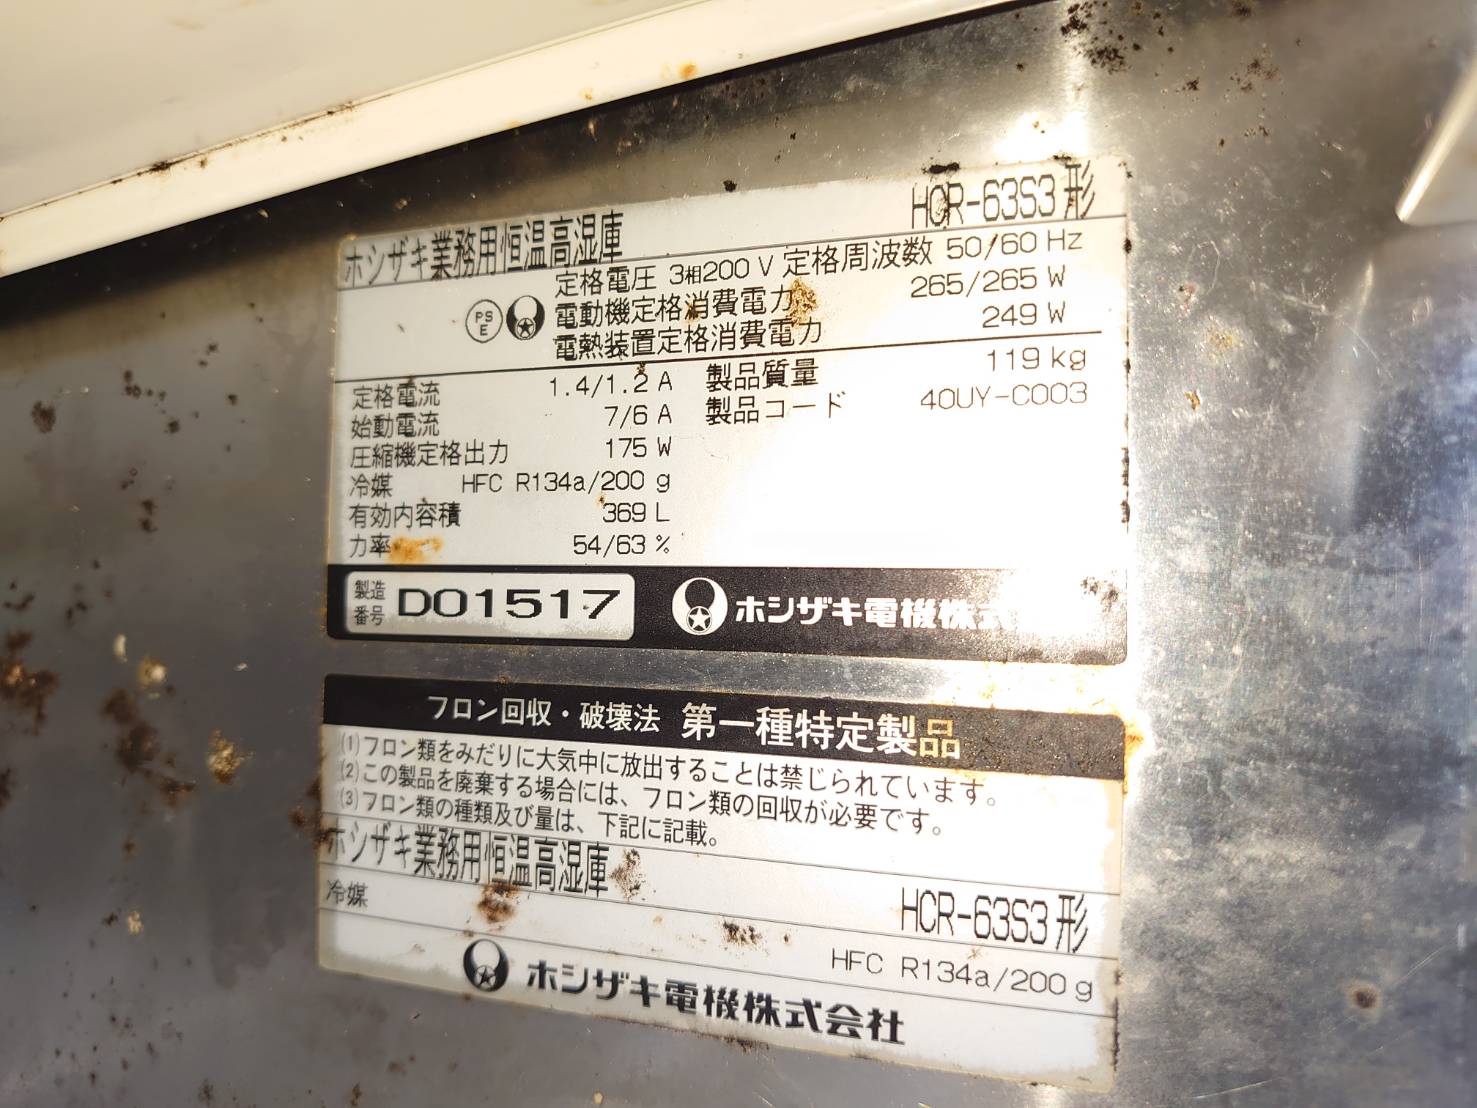 ホシザキ業務用恒温高湿庫 HCR-63S3形
定格電圧 3相200 V 定格周波数 50/60 Hz
PS E 電動機定格消費電力 265/265 W
電熱装置定格消費電力 249 W
定格電流 1.4/1.2 A 製品質量 119 kg
始動電流 7/6 A 製品コード 40UY-C003
圧縮機定格出力 175 W
冷媒 HFC R134a/200 g
有効内容積 369 L
力率 54/63 %
製造番号 D01517 ホシザキ電機株式
フロン回収・破壊法 第一種特定製品
(1)フロン類をみだりに大気中に放出することは禁じられています。
(2)この製品を廃棄する場合には、フロン類の回収が必要です。
(3)フロン類の種類及び量は、下記に記載。
ホシザキ業務用恒温高湿庫 HCR-63S3形
冷媒 HFC R134a/200 g
ホシザキ電機株式会社